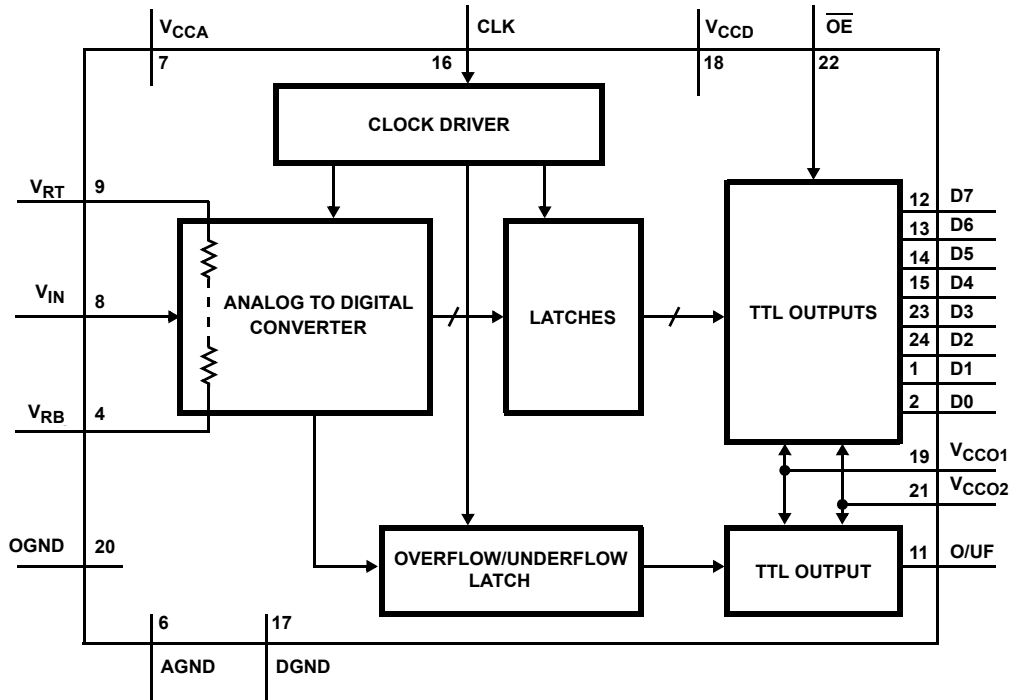 VCCA
CLK
VCCD
OE
7
16
18
22
CLOCK DRIVER
VRT
9
12
D7
13
D6
14
D5
VIN
8
ANALOG TO DIGITAL
CONVERTER
LATCHES
TTL OUTPUTS
15
D4
23
D3
24
D2
1
D1
VRB
4
2
D0
19
VCCO1
21
VCCO2
OGND
20
OVERFLOW/UNDERFLOW
LATCH
TTL OUTPUT
11
O/UF
6
17
AGND
DGND